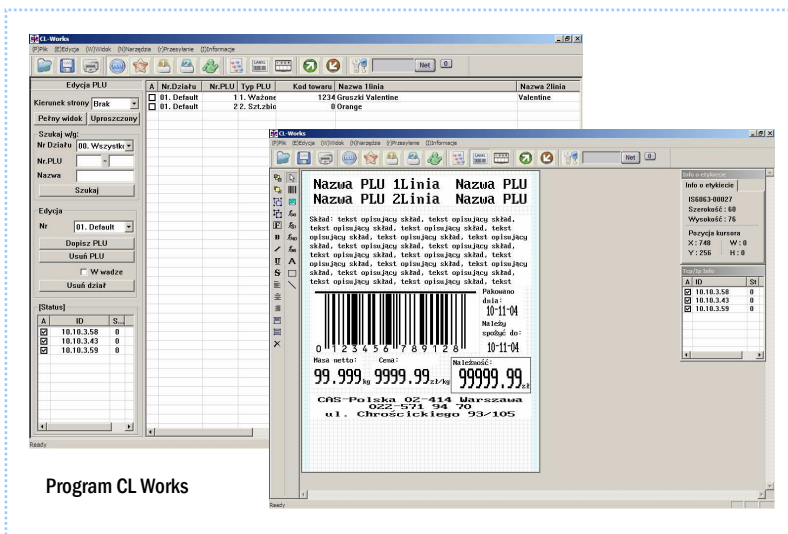 CL-Works
(P)Plik (E)Edycja (W)Widok (N)Narzędzia (r)Przesyłanie (I)Informacje
Net 0
Edycja PLU
Kierunek strony Brak
Pełny widok Uproszczony
Szukaj w/g:
Nr Działu 00. Wszystki
Nr.PLU ~
Nazwa
Szukaj
Edycja
Nr 01. Default
Dopisz PLU
Usuń PLU
W wadze
Usuń dział
[Status]
A ID S...
10.10.3.58 0
10.10.3.43 0
10.10.3.59 0
Ready
A Nr.Działu Nr.PLU Typ PLU Kod towaru Nazwa 1linia Nazwa 2linia
01. Default 1 1. Ważone 1234 Gruszki Valentine Valentine
01. Default 2 2. Szt.zbio 0 Orange
CL-Works
(P)Plik (E)Edycja (W)Widok (N)Narzędzia (r)Przesyłanie (I)Informacje
Net 0
Nazwa PLU 1Linia Nazwa PLU
Nazwa PLU 2Linia Nazwa PLU
Skład: tekst opisujący skład, tekst opisujący skład,
tekst opisujący skład, tekst opisujący skład, tekst
opisujący skład, tekst opisujący skład, tekst opisujący
skład, tekst opisujący skład, tekst opisujący skład,
tekst opisujący skład, tekst opisujący skład, tekst
opisujący skład, tekst opisujący skład, tekst opisujący
skład, tekst opisujący skład, tekst opisujący skład, tekst
Pakowano
dnia:
10-11-04
Należy
spożyć do:
10-11-04
0 123456 789128
Masa netto: Cena: Należność:
99.999kg 9999.99zł/kg 99999.99zł
CAS-Polska 02-414 Warszawa
022-571 94 70
ul. Chrościckiego 93/105
Info o etykiecie
Info o etykiecie
IS6063-00027
Szerokość : 60
Wysokość : 76
Pozycja kursora
X : 748 W : 0
Y : 256 H : 0
Tcp/Ip Info
A ID St
10.10.3.58 0
10.10.3.43 0
10.10.3.59 0
Ready
Program CL Works